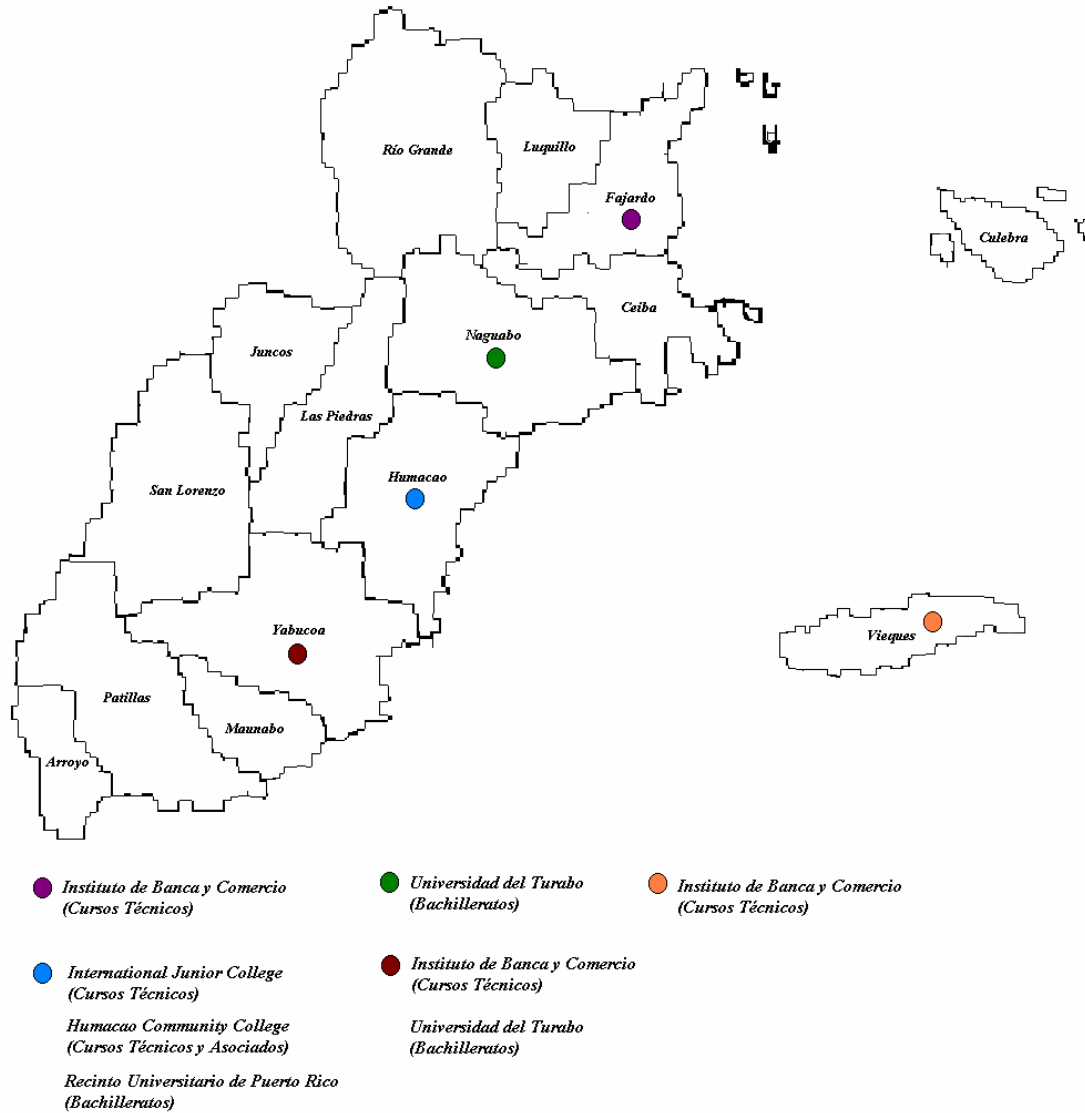 Río Grande
Luquillo
Fajardo
Culebra
Ceiba
Naguabo
Juncos
Las Piedras
Humacao
San Lorenzo
Yabucoa
Vieques
Patillas
Maunabo
Arroyo
Instituto de Banca y Comercio
(Cursos Técnicos)
Universidad del Turabo
(Bachilleratos)
Instituto de Banca y Comercio
(Cursos Técnicos)
International Junior College
(Cursos Técnicos)
Humacao Community College
(Cursos Técnicos y Asociados)
Recinto Universitario de Puerto Rico
(Bachilleratos)
Instituto de Banca y Comercio
(Cursos Técnicos)
Universidad del Turabo
(Bachilleratos)